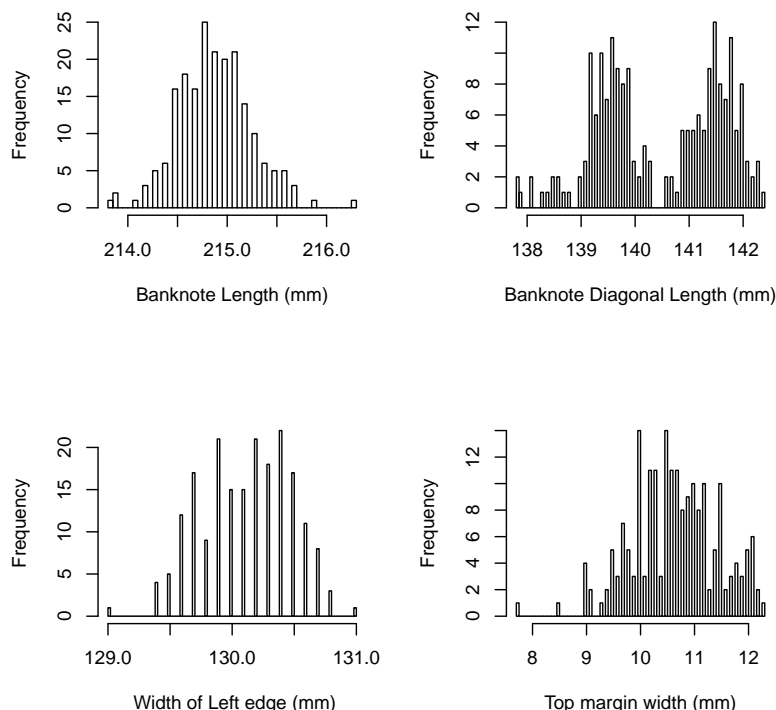 Frequency
0 5 10 15 20 25
214.0 215.0 216.0
Banknote Length (mm)
Frequency
0 2 4 6 8 12
138 139 140 141 142
Banknote Diagonal Length (mm)
Frequency
0 5 10 15 20
129.0 130.0 131.0
Width of Left edge (mm)
Frequency
0 2 4 6 8 12
8 9 10 11 12
Top margin width (mm)